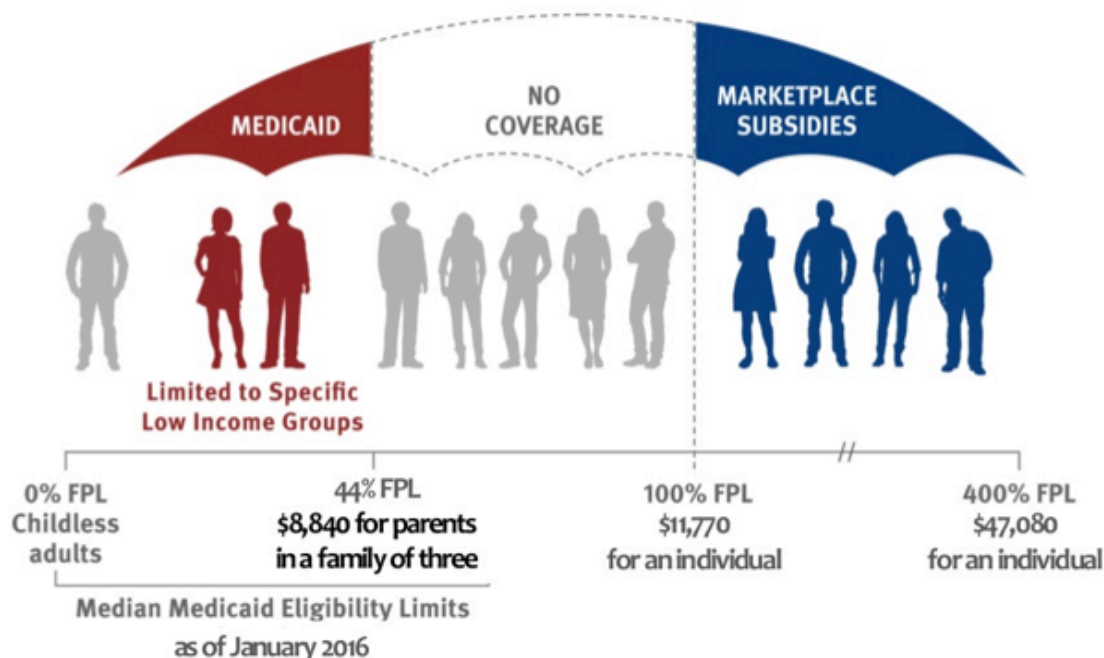 MEDICAID
NO
COVERAGE
MARKETPLACE
SUBSIDIES
Limited to Specific
Low Income Groups
0% FPL
Childless
adults
44% FPL
$8,840 for parents
in a family of three
100% FPL
$11,770
for an individual
400% FPL
$47,080
for an individual
Median Medicaid Eligibility Limits
as of January 2016